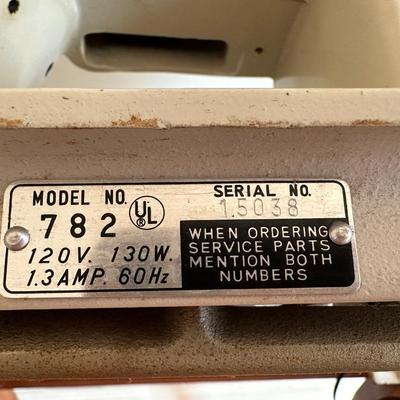 MODEL NO.
782
UL
®
120V. 130W.
1.3AMP. 60Hz
SERIAL NO.
15038
WHEN ORDERING
SERVICE PARTS
MENTION BOTH
NUMBERS